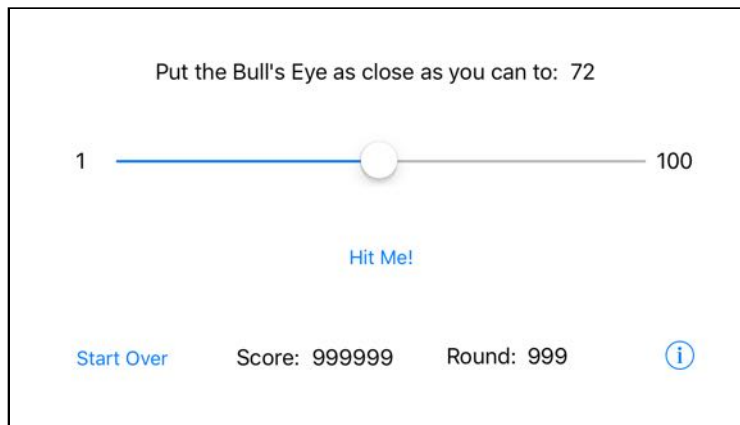 Put the Bull's Eye as close as you can to: 72
1 100
Hit Me!
Start Over Score: 999999 Round: 999 i